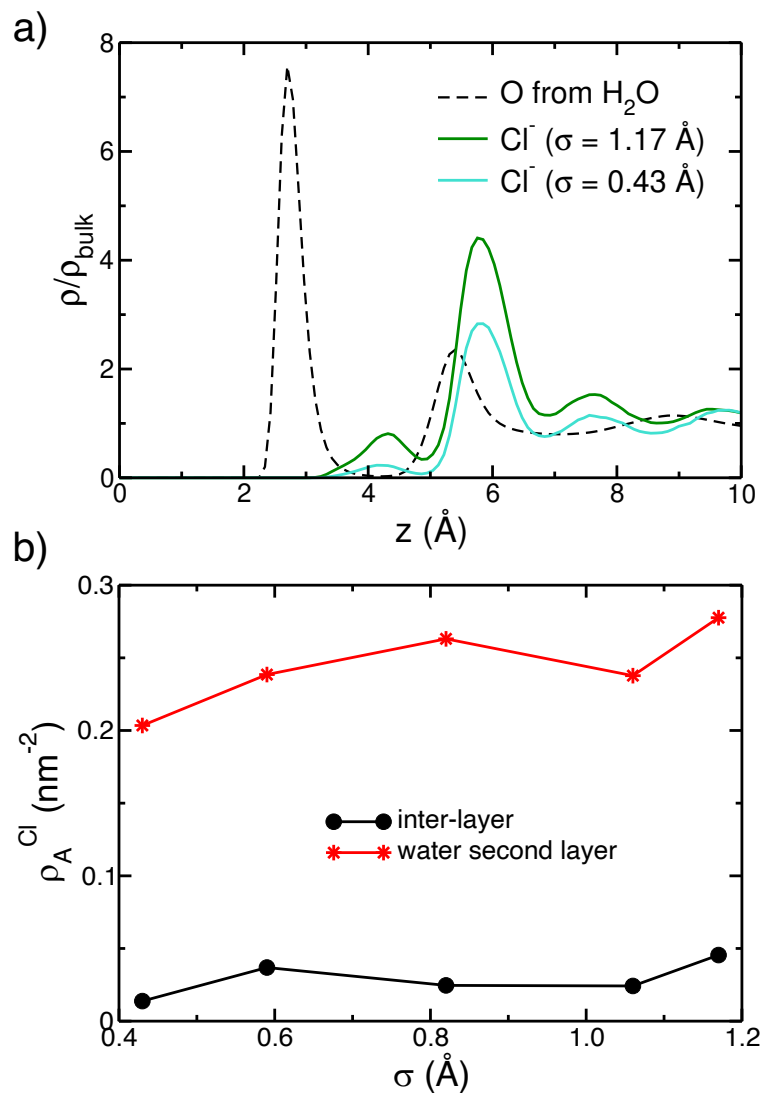 a)
8
6
4
2
0
ρ/ρbulk
O from H2O
Cl- (σ = 1.17 Å)
Cl- (σ = 0.43 Å)
0 2 4 6 8 10
z (Å)
b)
0.3
0.2
0.1
0
ρA^Cl (nm-2)
inter-layer
water second layer
0.4 0.6 0.8 1.0 1.2
σ (Å)